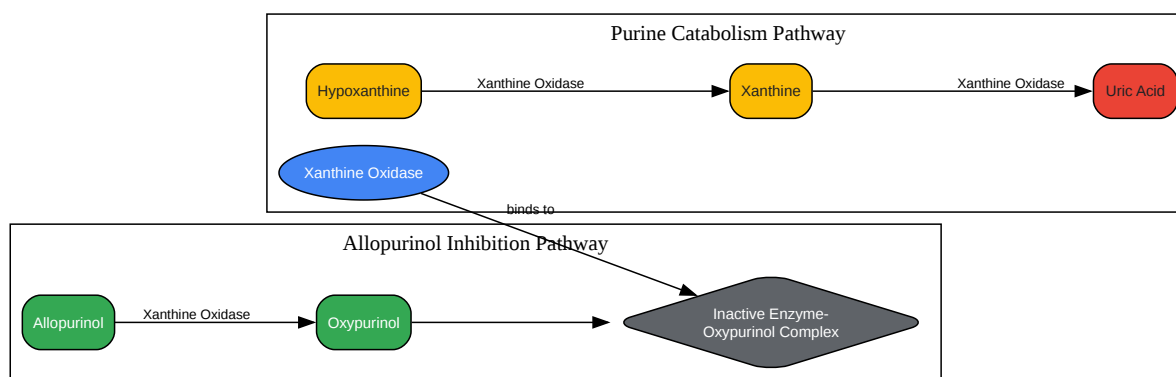 Purine Catabolism Pathway
Hypoxanthine
Xanthine Oxidase
Xanthine
Xanthine Oxidase
Uric Acid
Xanthine Oxidase
binds to
Allopurinol Inhibition Pathway
Allopurinol
Xanthine Oxidase
Oxypurinol
Inactive Enzyme-
Oxypurinol Complex